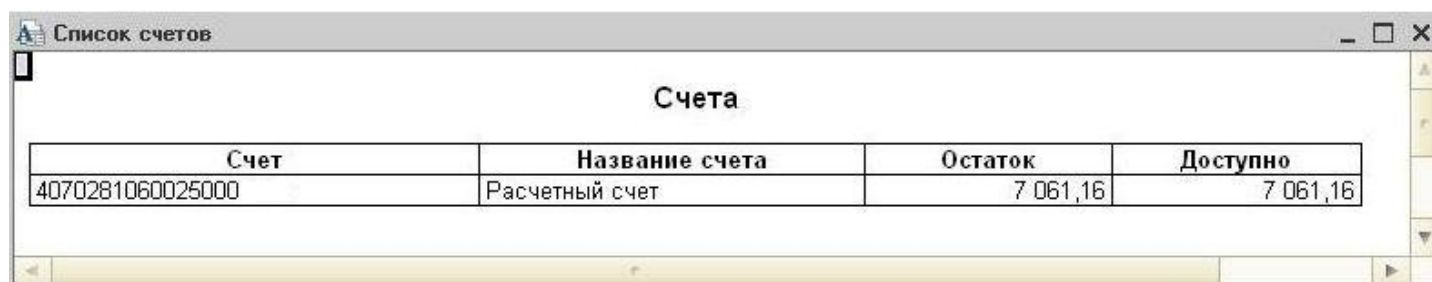 Список счетов
Счета
Счет Название счета Остаток Доступно
4070281060025000 Расчетный счет 7 061,16 7 061,16